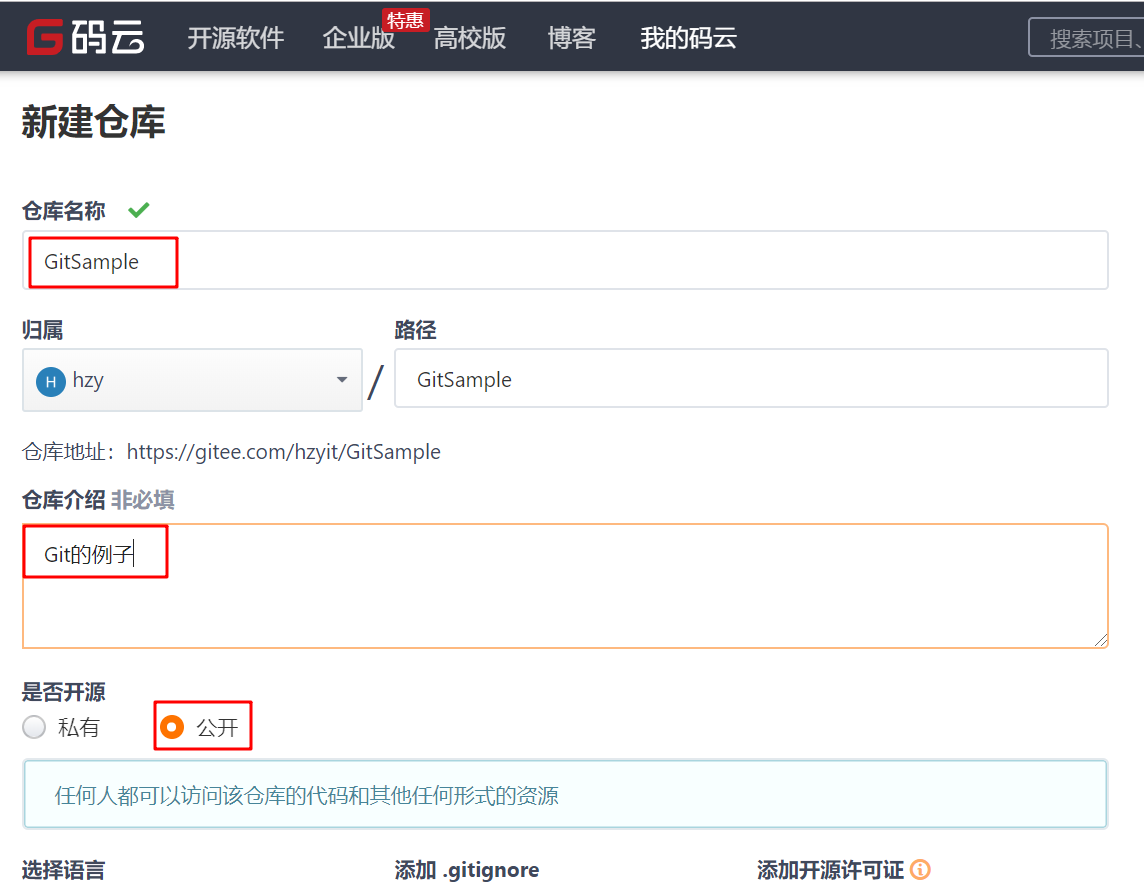 G 码云 开源软件 企业版 特惠 高校版 博客 我的码云 搜索项目、
新建仓库
仓库名称
GitSample
归属 路径
H hzy / GitSample
仓库地址：https://gitee.com/hzyit/GitSample
仓库介绍 非必填
Git的例子
是否开源
私有 公开
任何人都可以访问该仓库的代码和其他任何形式的资源
选择语言 添加 .gitignore 添加开源许可证